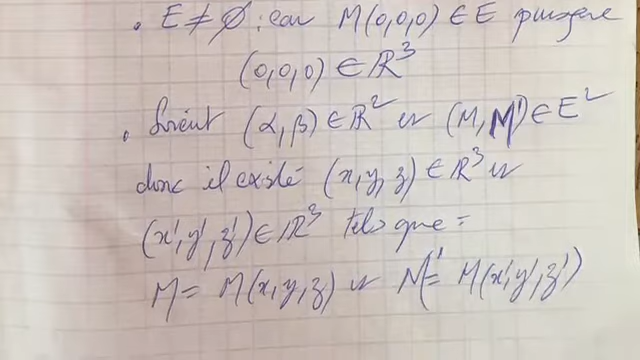 . E ≠ ∅ : car M(0,0,0) ∈ E puisque
(0,0,0) ∈ ℝ³
. Soient (α,β) ∈ ℝ² et (M, M') ∈ E²
donc il existe (x,y,z) ∈ ℝ³ et
(x',y',z') ∈ ℝ³ tels que :
M = M(x,y,z) et M' = M(x',y',z')